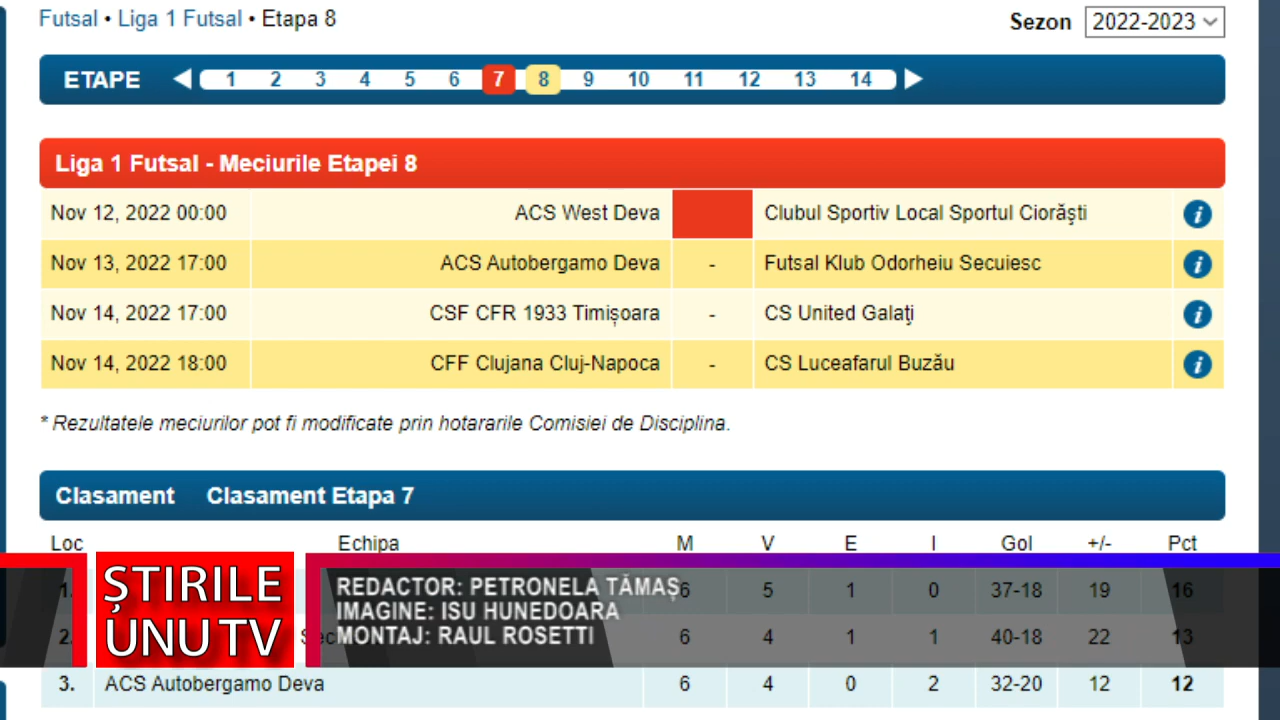 Futsal • Liga 1 Futsal • Etapa 8
Sezon 2022-2023
ETAPE 1 2 3 4 5 6 7 8 9 10 11 12 13 14
Liga 1 Futsal - Meciurile Etapei 8
Nov 12, 2022 00:00 ACS West Deva Clubul Sportiv Local Sportul Ciorăşti i
Nov 13, 2022 17:00 ACS Autobergamo Deva - Futsal Klub Odorheiu Secuiesc i
Nov 14, 2022 17:00 CSF CFR 1933 Timișoara - CS United Galaţi i
Nov 14, 2022 18:00 CFF Clujana Cluj-Napoca - CS Luceafarul Buzău i
* Rezultatele meciurilor pot fi modificate prin hotararile Comisiei de Disciplina.
Clasament Clasament Etapa 7
Loc Echipa M V E I Gol +/- Pct
1. 6 5 1 0 37-18 19 16
2. 6 4 1 1 40-18 22 13
3. ACS Autobergamo Deva 6 4 0 2 32-20 12 12
ȘTIRILE
UNU TV
REDACTOR: PETRONELA TĂMAȘ
IMAGINE: ISU HUNEDOARA
MONTAJ: RAUL ROSETTI